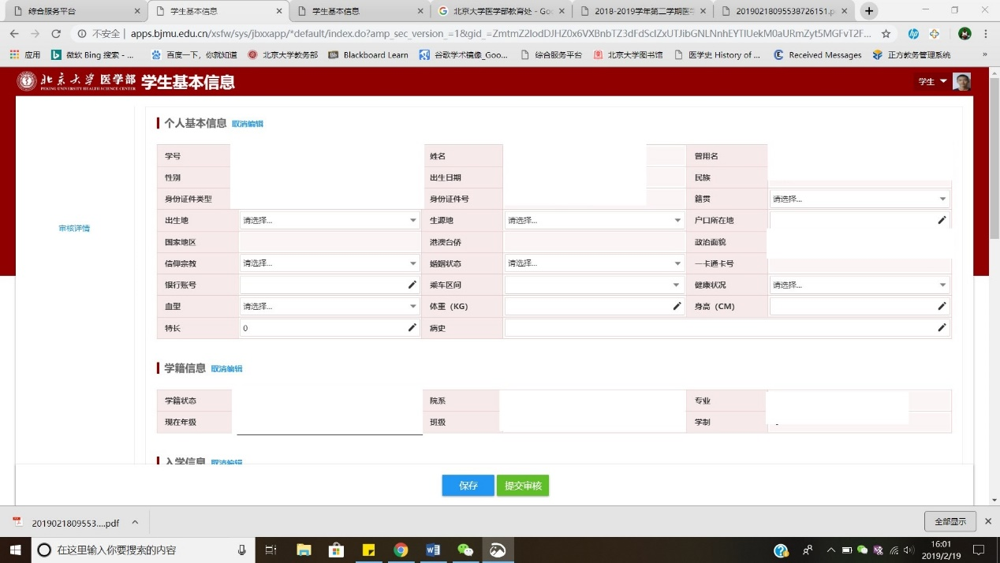 综合服务平台
学生基本信息
学生基本信息
北京大学医学部教育处 - Goo
2018-2019学年第二学期医
20190218095538726151.p
不安全
应用
微软 Bing 搜索 - ...
百度一下，你就知道
北京大学教务部
Blackboard Learn
谷歌学术镜像_Goo...
综合服务平台
北京大学图书馆
医学史 History of ...
Received Messages
正方教务管理系统
»
北京大学医学部
PEKING UNIVERSITY HEALTH SCIENCE CENTER
学生基本信息
学生
审核详情
个人基本信息 取消编辑
学号 姓名 曾用名
性别 出生日期 民族
身份证件类型 身份证件号 籍贯 请选择...
出生地 请选择... 生源地 请选择... 户口所在地
国家地区 港澳台侨 政治面貌
信仰宗教 请选择... 婚姻状态 请选择... 一卡通卡号
银行账号 乘车区间 健康状况 请选择...
血型 请选择... 体重（KG） 身高（CM）
特长 0 病史
学籍信息 取消编辑
学籍状态 院系 专业
现在年级 班级 学制
入学信息 取消编辑
保存 提交审核
2019021809553....pdf
全部显示
在这里输入你要搜索的内容
16:01
2019/2/19